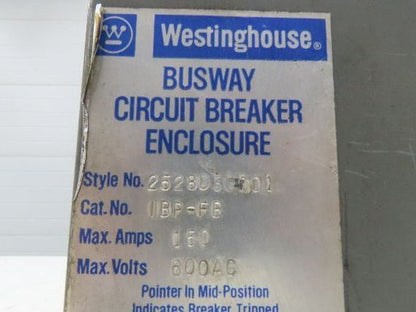 Westinghouse®
BUSWAY
CIRCUIT BREAKER
ENCLOSURE
Style No.
Cat. No. IBP-FB
Max. Amps 150
Max. Volts 600AC
Pointer In Mid-Position
Indicates Breaker Tripped